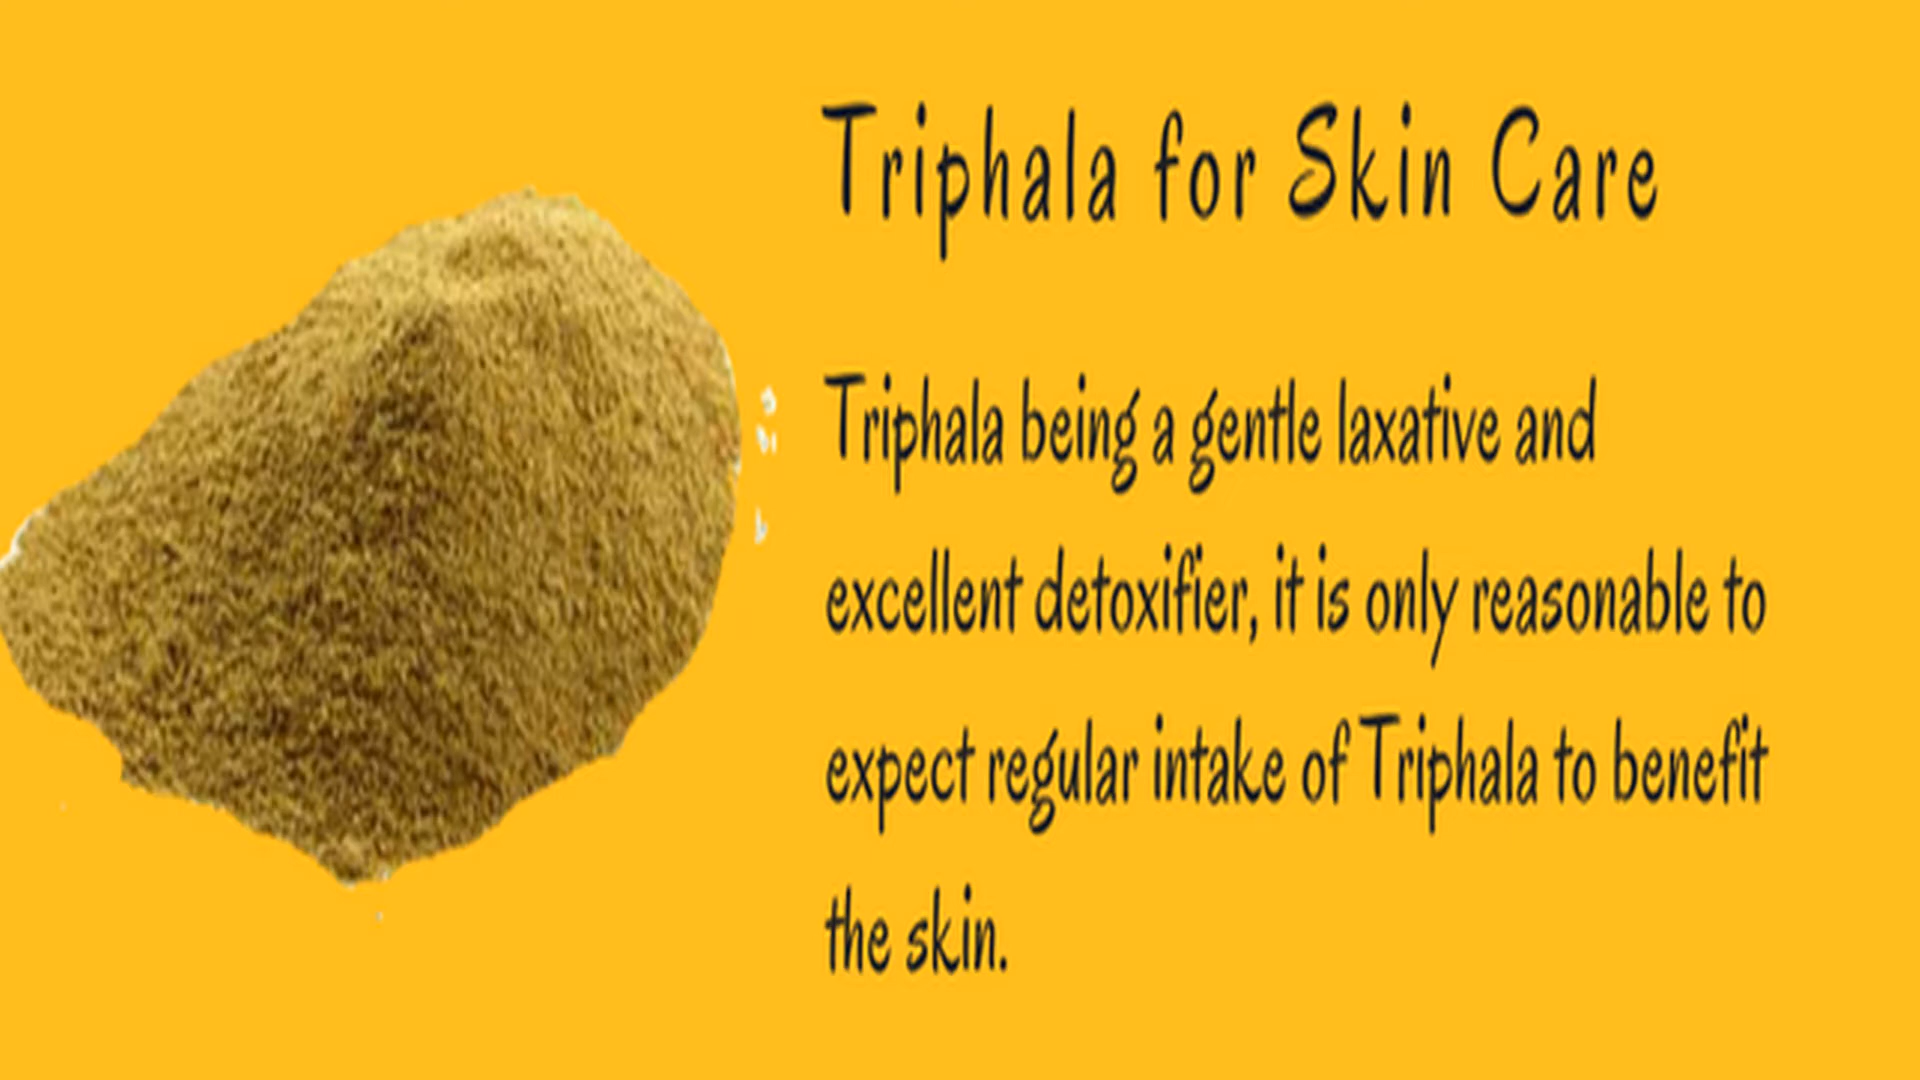 Triphala for Skin Care
Triphala being a gentle laxative and
excellent detoxifier, it is only reasonable to
expect regular intake of Triphala to benefit
the skin.